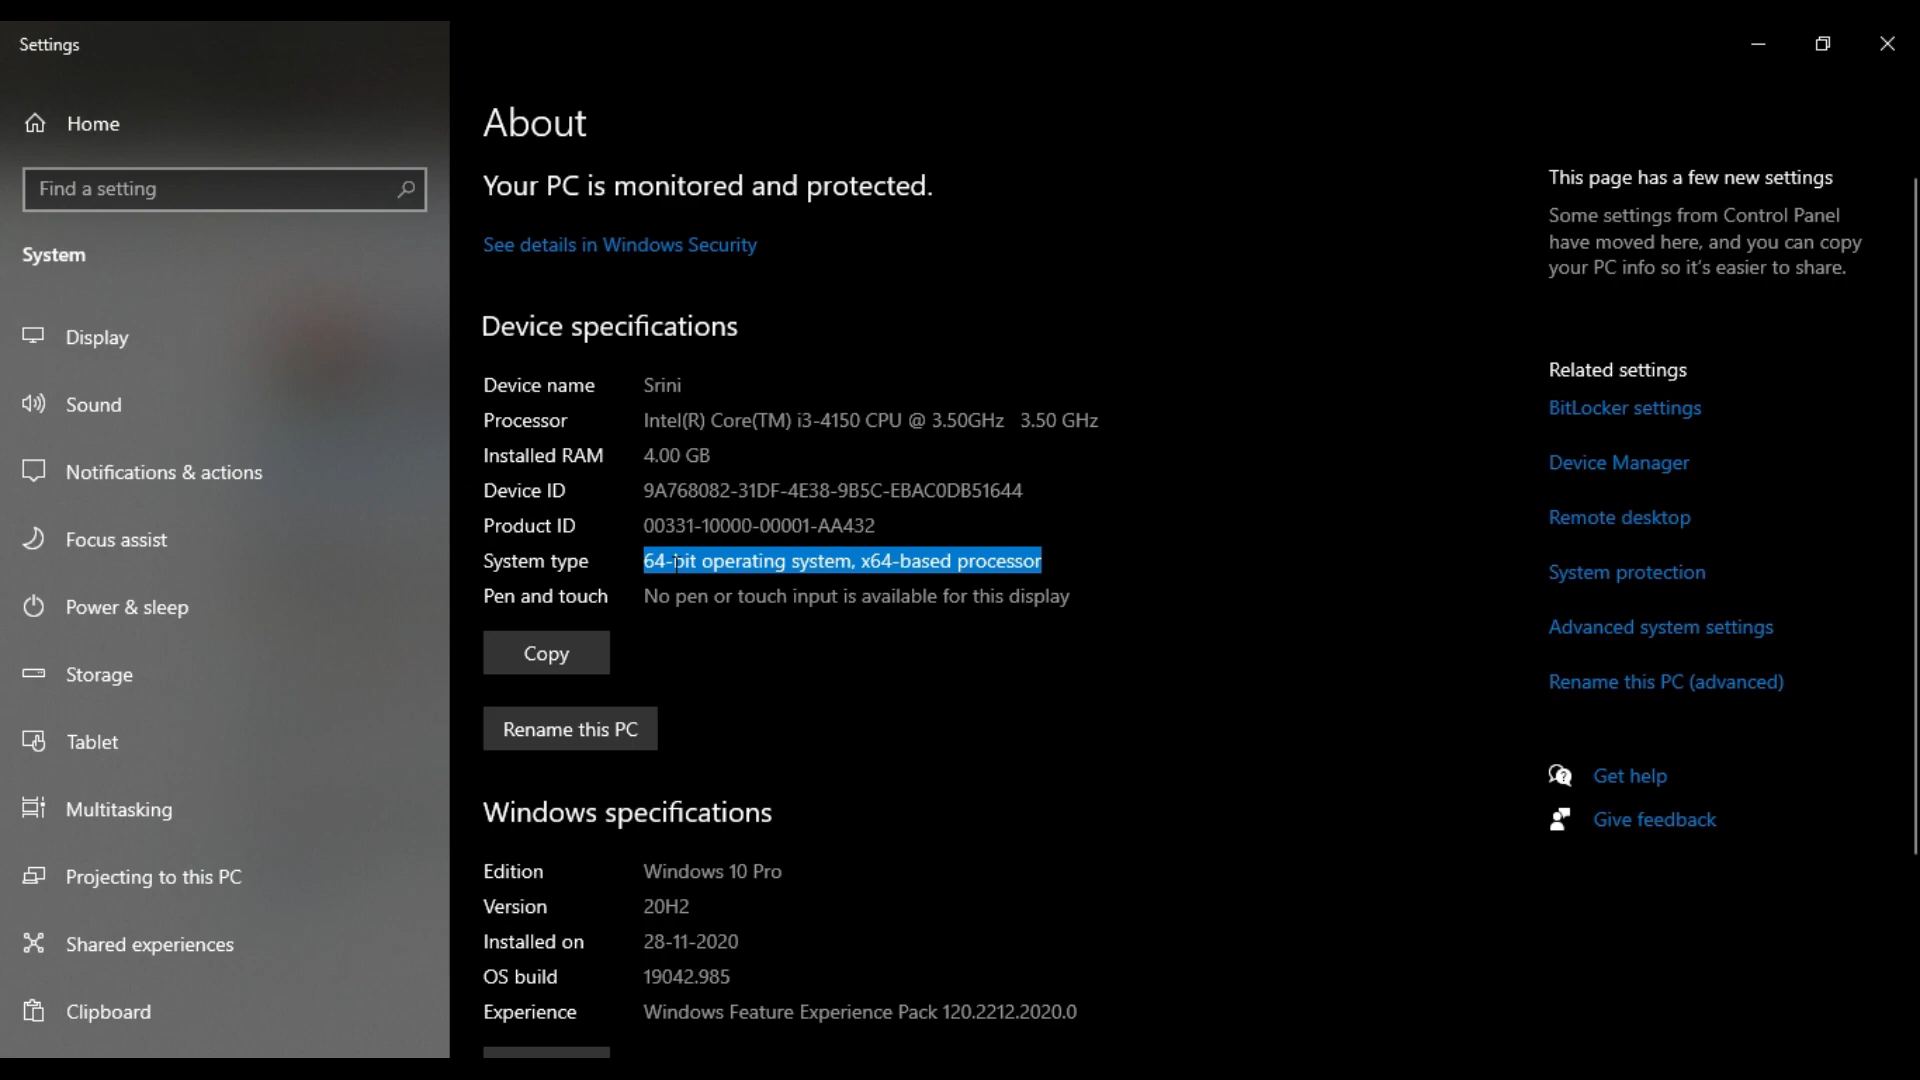 Settings
Home
Find a setting
System
Display
Sound
Notifications & actions
Focus assist
Power & sleep
Storage
Tablet
Multitasking
Projecting to this PC
Shared experiences
Clipboard
About
Your PC is monitored and protected.
See details in Windows Security
Device specifications
Device name Srini
Processor Intel(R) Core(TM) i3-4150 CPU @ 3.50GHz 3.50 GHz
Installed RAM 4.00 GB
Device ID 9A768082-31DF-4E38-9B5C-EBAC0DB51644
Product ID 00331-10000-00001-AA432
System type 64-bit operating system, x64-based processor
Pen and touch No pen or touch input is available for this display
Copy
Rename this PC
Windows specifications
Edition Windows 10 Pro
Version 20H2
Installed on 28-11-2020
OS build 19042.985
Experience Windows Feature Experience Pack 120.2212.2020.0
This page has a few new settings
Some settings from Control Panel
have moved here, and you can copy
your PC info so it's easier to share.
Related settings
BitLocker settings
Device Manager
Remote desktop
System protection
Advanced system settings
Rename this PC (advanced)
Get help
Give feedback